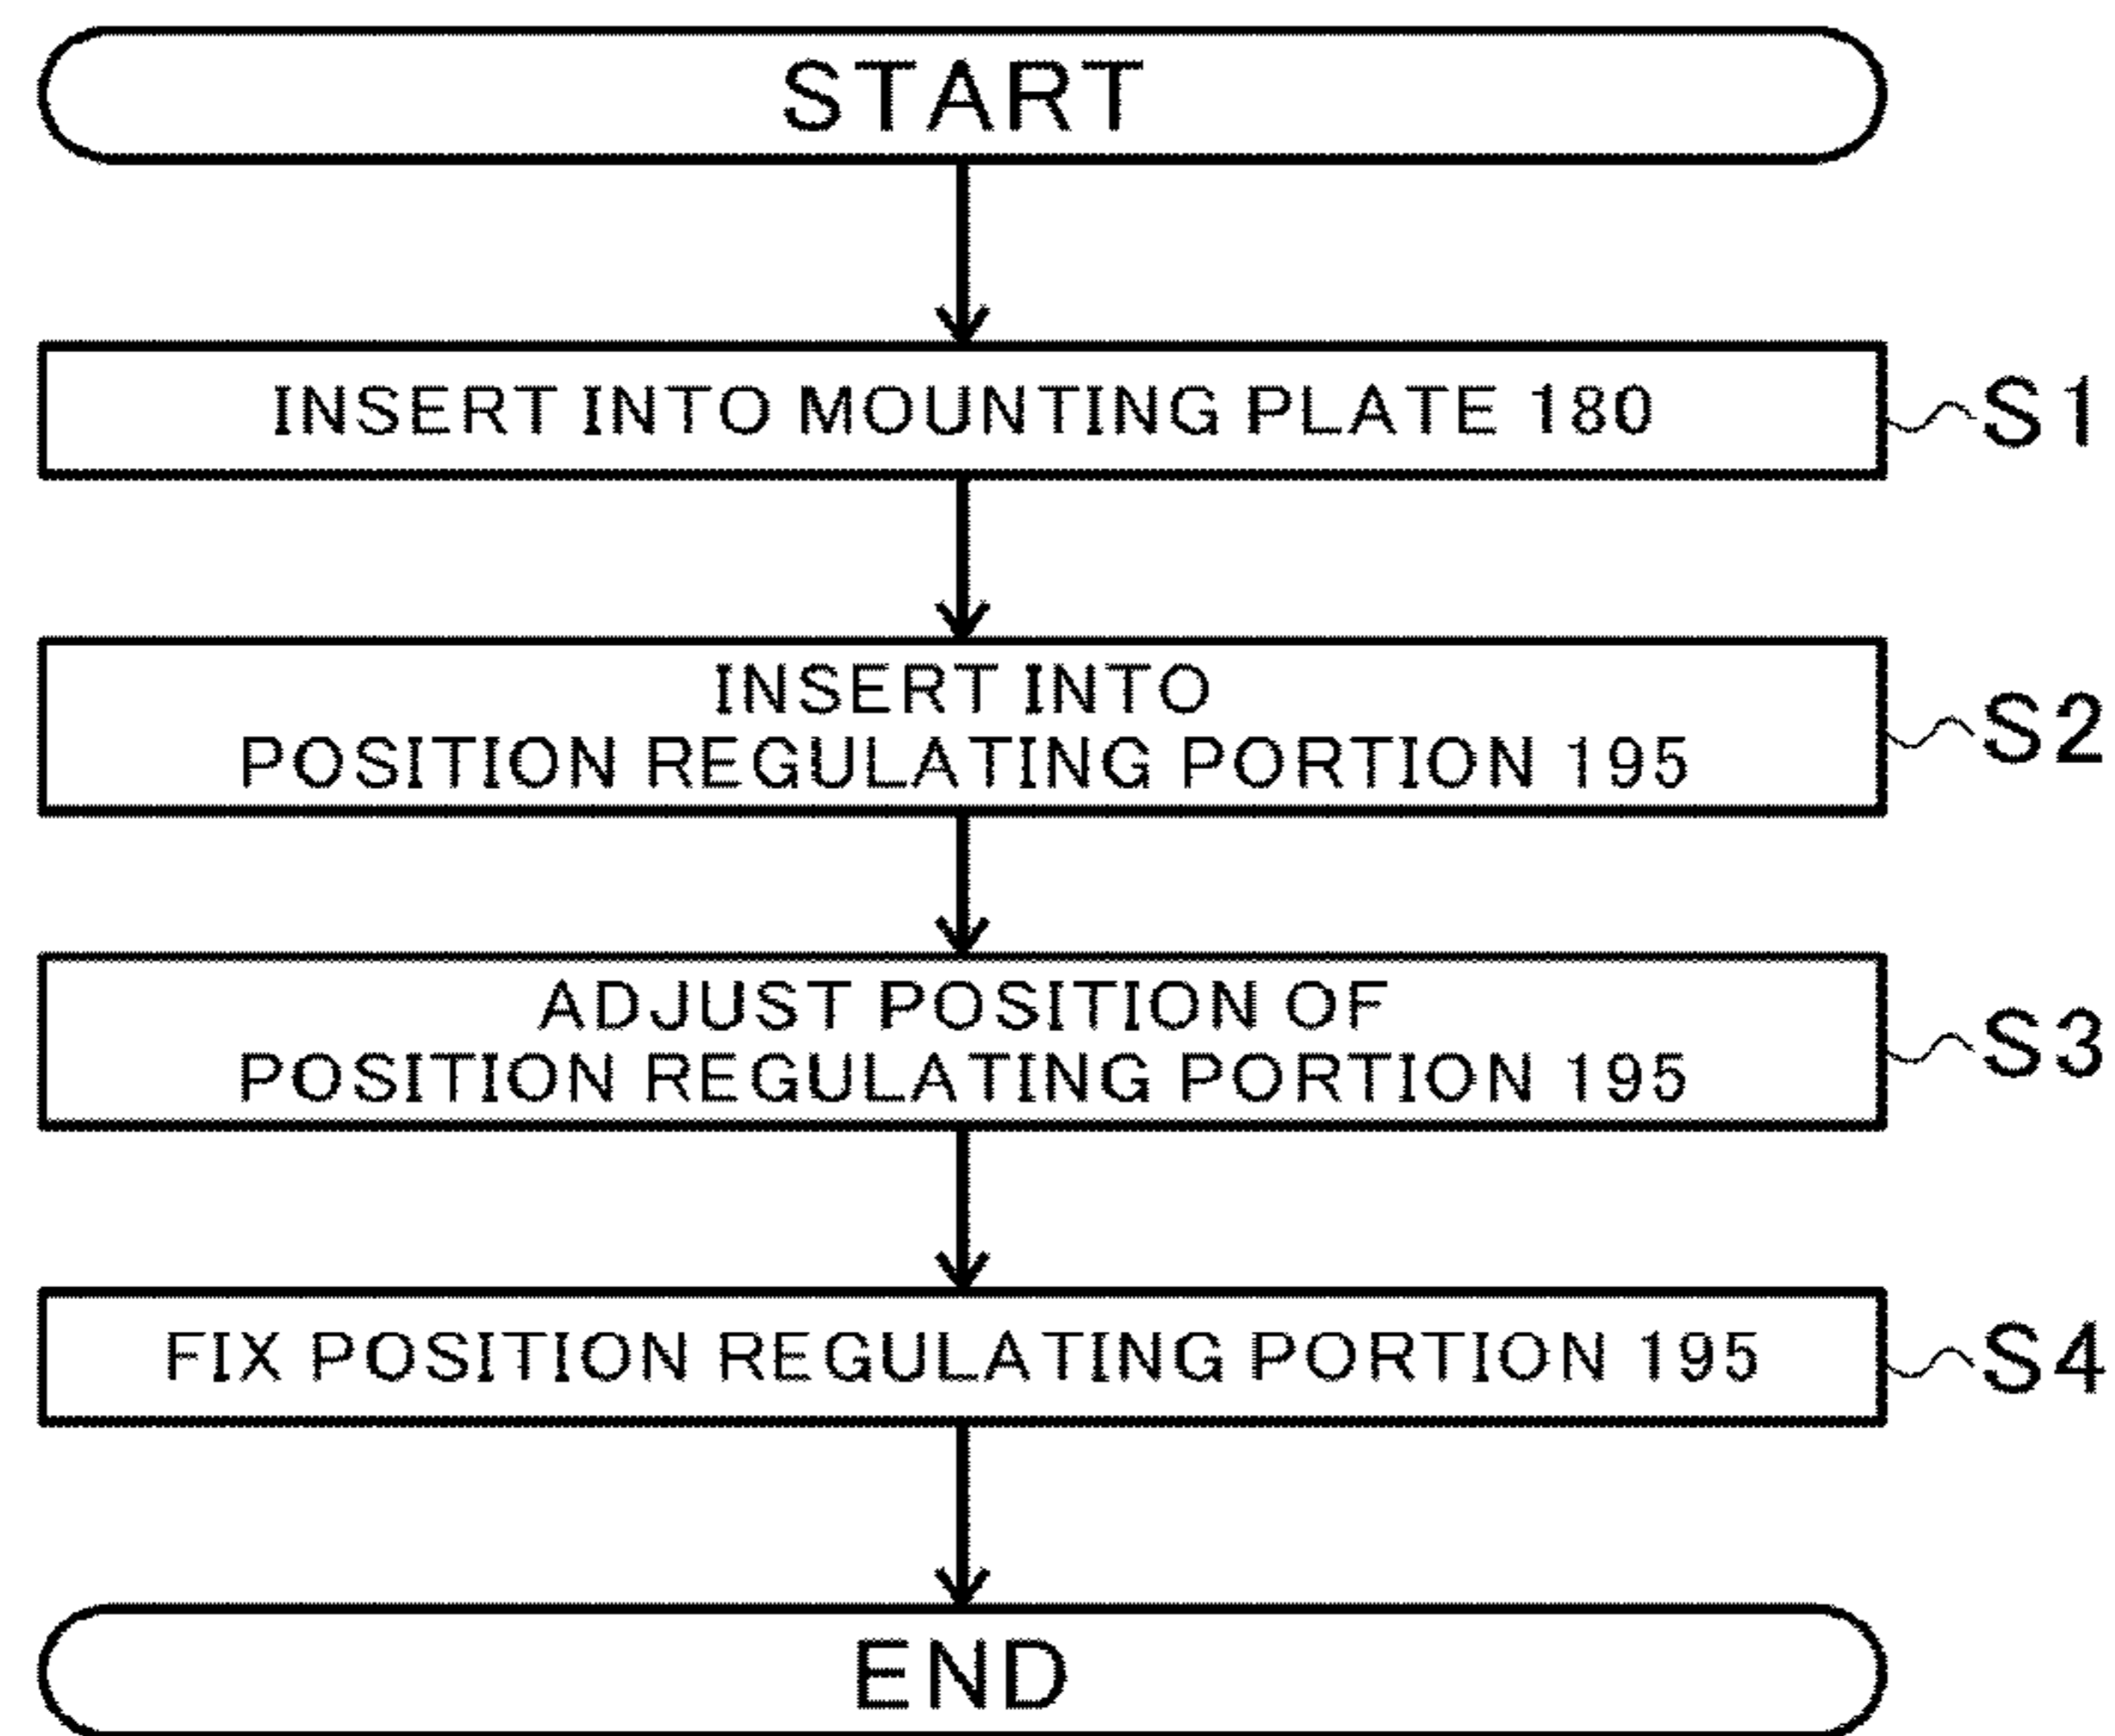 START
INSERT INTO MOUNTING PLATE 180
S1
INSERT INTO
POSITION REGULATING PORTION 195
S2
ADJUST POSITION OF
POSITION REGULATING PORTION 195
S3
FIX POSITION REGULATING PORTION 195
S4
END